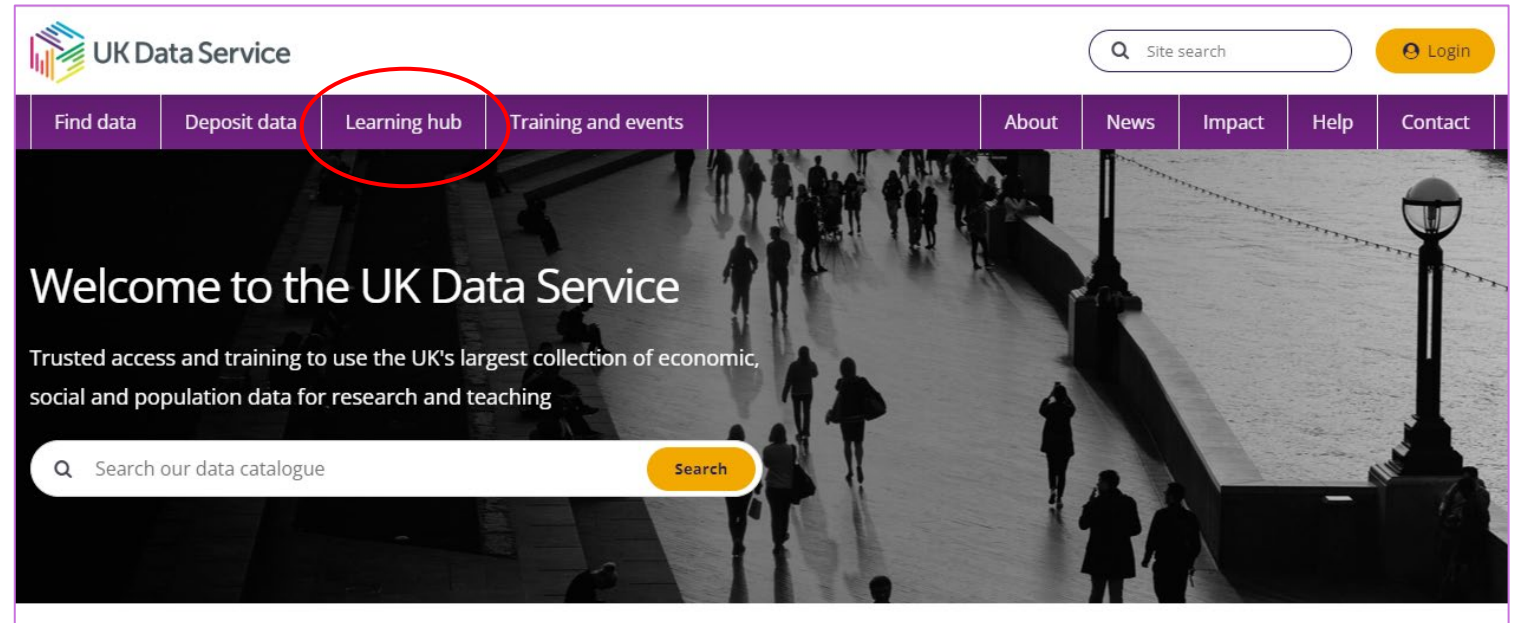 UK Data Service
Site search
Login
Find data
Deposit data
Learning hub
Training and events
About
News
Impact
Help
Contact
Welcome to the UK Data Service
Trusted access and training to use the UK's largest collection of economic,
social and population data for research and teaching
Search our data catalogue
Search